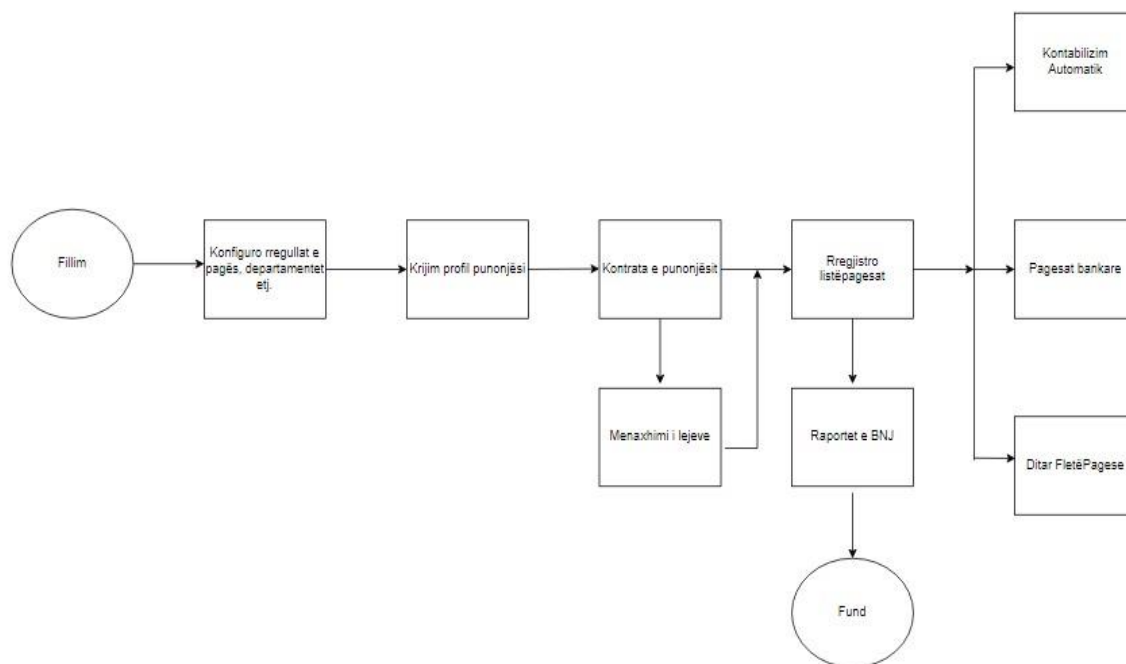 Kontabilizim
Automatik
Fillim
Konfiguro rregullat e
pagës, departamentet
etj.
Krijim profil punonjësi
Kontrata e punonjësit
Rregjistro
listëpagesat
Pagesat bankare
Menaxhimi i lejeve
Raportet e BNJ
Ditar FletëPagese
Fund